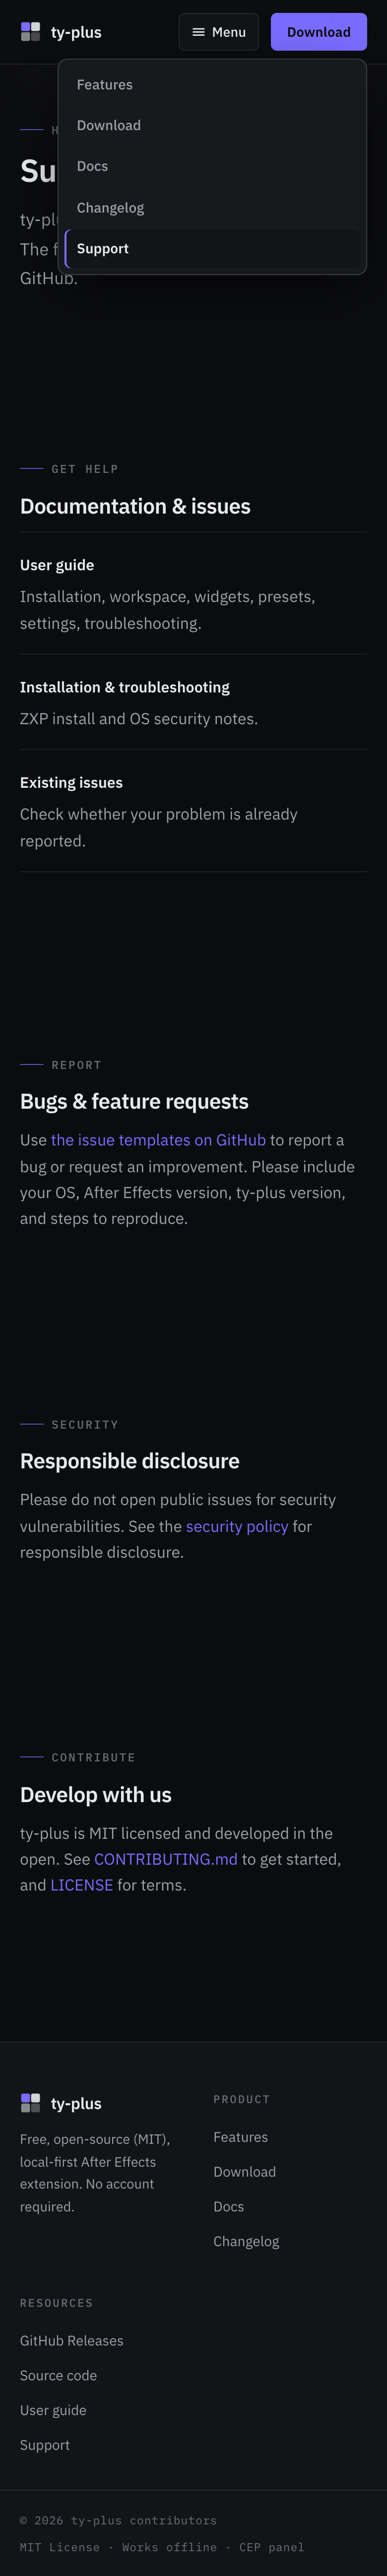 ty-plus
Menu
Download
Features
Download
Docs
Changelog
Support
Su
The f
GitHub.
GET HELP
Documentation & issues
User guide
Installation, workspace, widgets, presets,
settings, troubleshooting.
Installation & troubleshooting
ZXP install and OS security notes.
Existing issues
Check whether your problem is already
reported.
REPORT
Bugs & feature requests
Use the issue templates on GitHub to report a
bug or request an improvement. Please include
your OS, After Effects version, ty-plus version,
and steps to reproduce.
SECURITY
Responsible disclosure
Please do not open public issues for security
vulnerabilities. See the security policy for
responsible disclosure.
CONTRIBUTE
Develop with us
ty-plus is MIT licensed and developed in the
open. See CONTRIBUTING.md to get started,
and LICENSE for terms.
ty-plus
Free, open-source (MIT),
local-first After Effects
extension. No account
required.
PRODUCT
Features
Download
Docs
Changelog
RESOURCES
GitHub Releases
Source code
User guide
Support
© 2026 ty-plus contributors
MIT License · Works offline · CEP panel